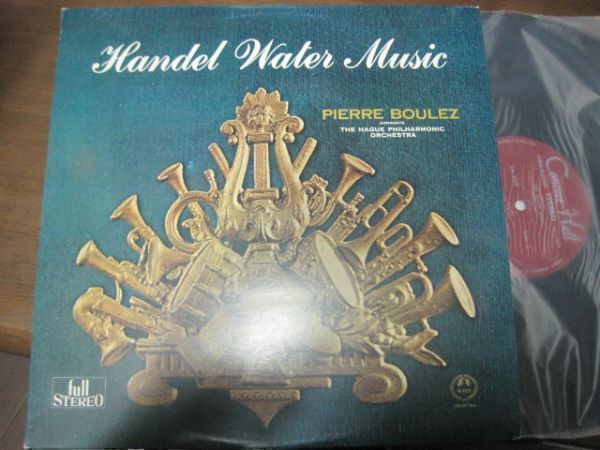 Handel Water Music
PIERRE BOULEZ
CONDUCTS
THE HAGUE PHILHARMONIC
ORCHESTRA
full
STEREO
Concert Hall